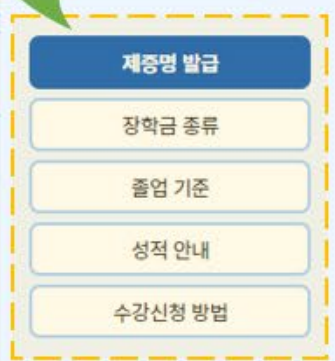 제증명 발급
장학금 종류
졸업 기준
성적 안내
수강신청 방법